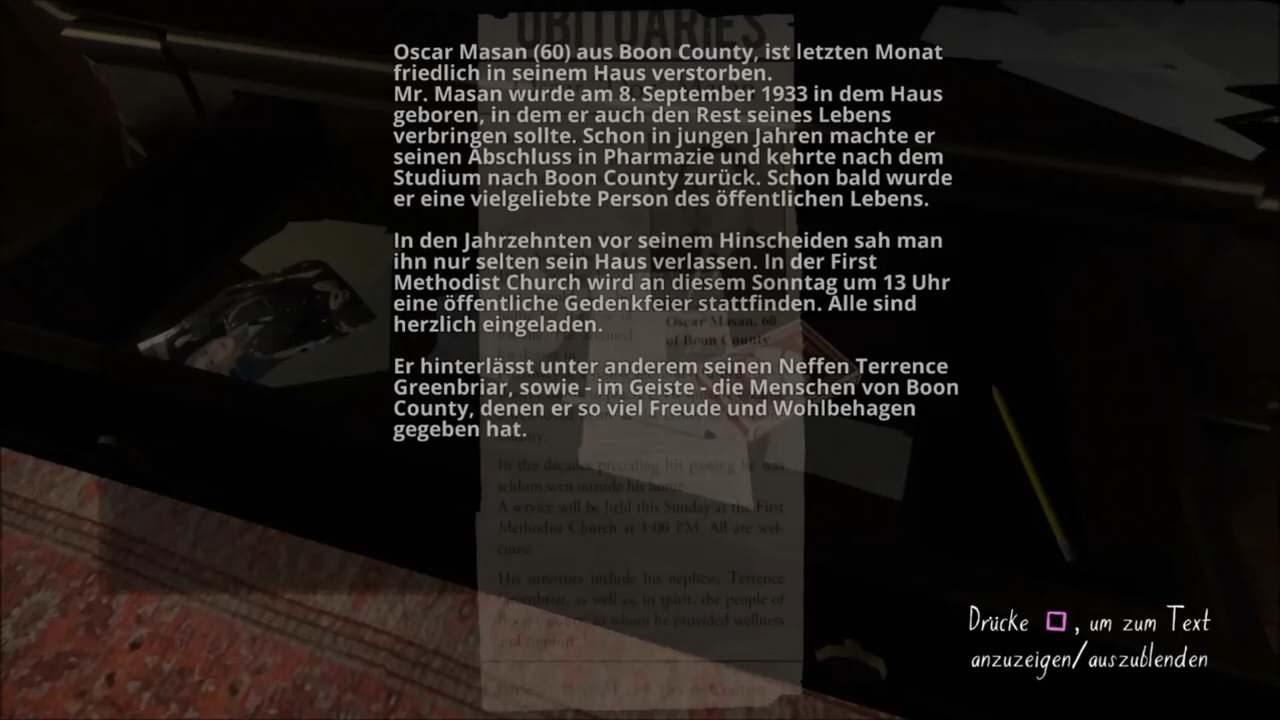 OBITUARIES
Oscar Masan (60) aus Boon County, ist letzten Monat
friedlich in seinem Haus verstorben.
Mr. Masan wurde am 8. September 1933 in dem Haus
geboren, in dem er auch den Rest seines Lebens
verbringen sollte. Schon in jungen Jahren machte er
seinen Abschluss in Pharmazie und kehrte nach dem
Studium nach Boon County zurück. Schon bald wurde
er eine vielgeliebte Person des öffentlichen Lebens.
In den Jahrzehnten vor seinem Hinscheiden sah man
ihn nur selten sein Haus verlassen. In der First
Methodist Church wird an diesem Sonntag um 13 Uhr
eine öffentliche Gedenkfeier stattfinden. Alle sind
herzlich eingeladen.
Er hinterlässt unter anderem seinen Neffen Terrence
Greenbriar, sowie - im Geiste - die Menschen von Boon
County, denen er so viel Freude und Wohlbehagen
gegeben hat.
Oscar Masan, 60
of Boon County
In the decades preceding his passing he was
seldom seen outside his home.
A service will be held this Sunday at the First
Methodist Church at 1:00 PM. All are wel-
come.
His survivors include his nephew, Terrence
Greenbriar, as well as, in spirit, the people of
Boon County, to whom he provided wellness
and comfort.
Drücke , um zum Text
anzuzeigen/auszublenden